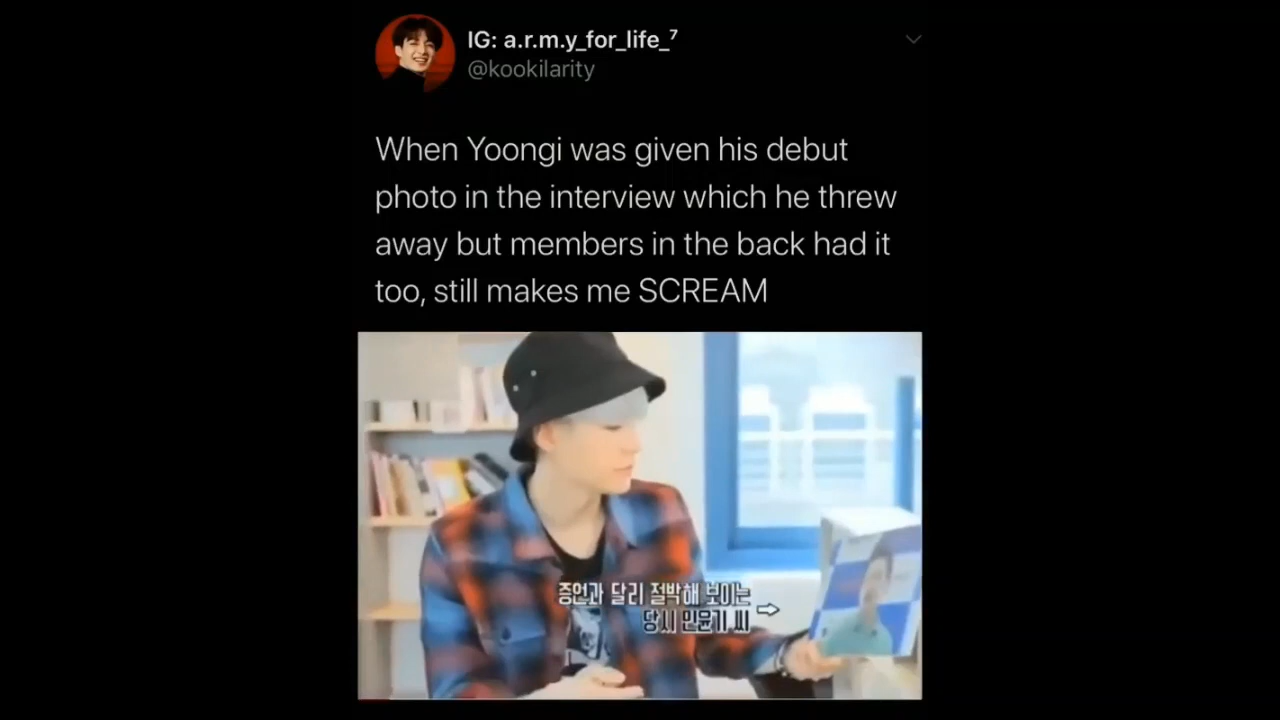 IG: a.r.m.y_for_life_⁷
@kookilarity
When Yoongi was given his debut
photo in the interview which he threw
away but members in the back had it
too, still makes me SCREAM
증언과 달리 절박해 보이는
당시 민윤기 씨